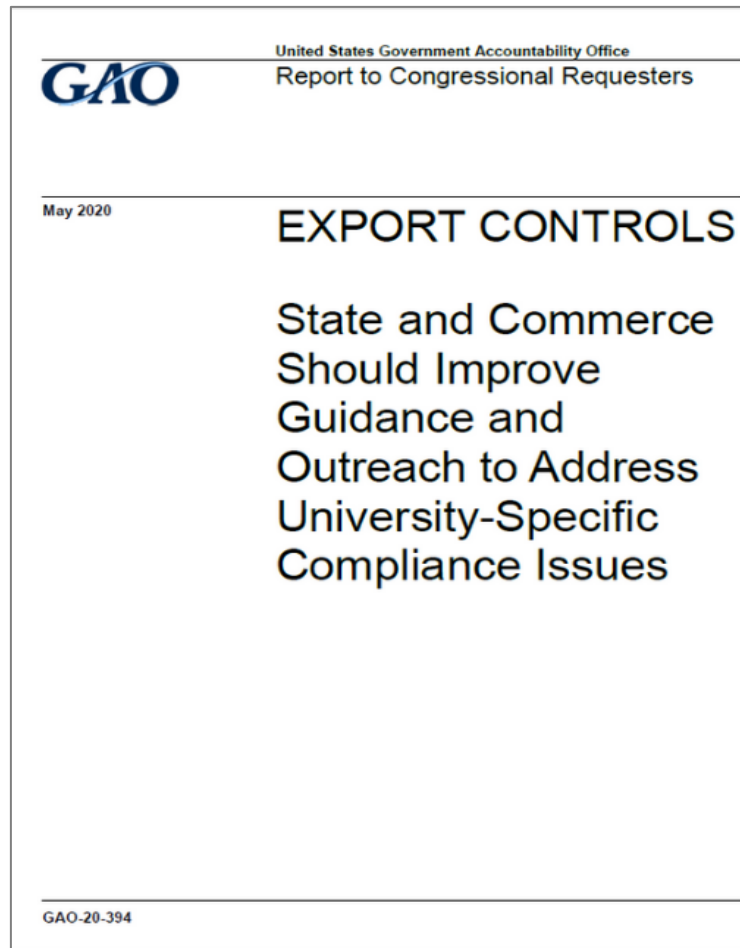 United States Government Accountability Office
GAO
Report to Congressional Requesters
May 2020
EXPORT CONTROLS
State and Commerce
Should Improve
Guidance and
Outreach to Address
University-Specific
Compliance Issues
GAO-20-394